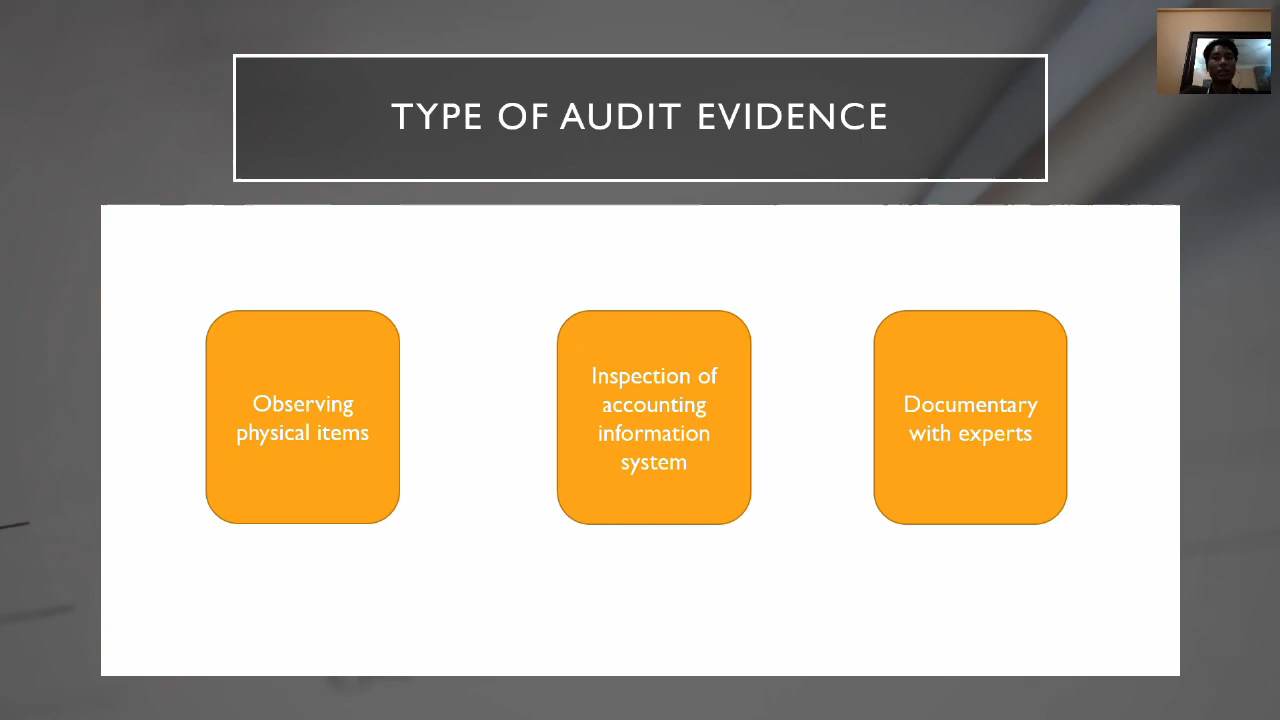 TYPE OF AUDIT EVIDENCE
Observing
physical items
Inspection of
accounting
information
system
Documentary
with experts